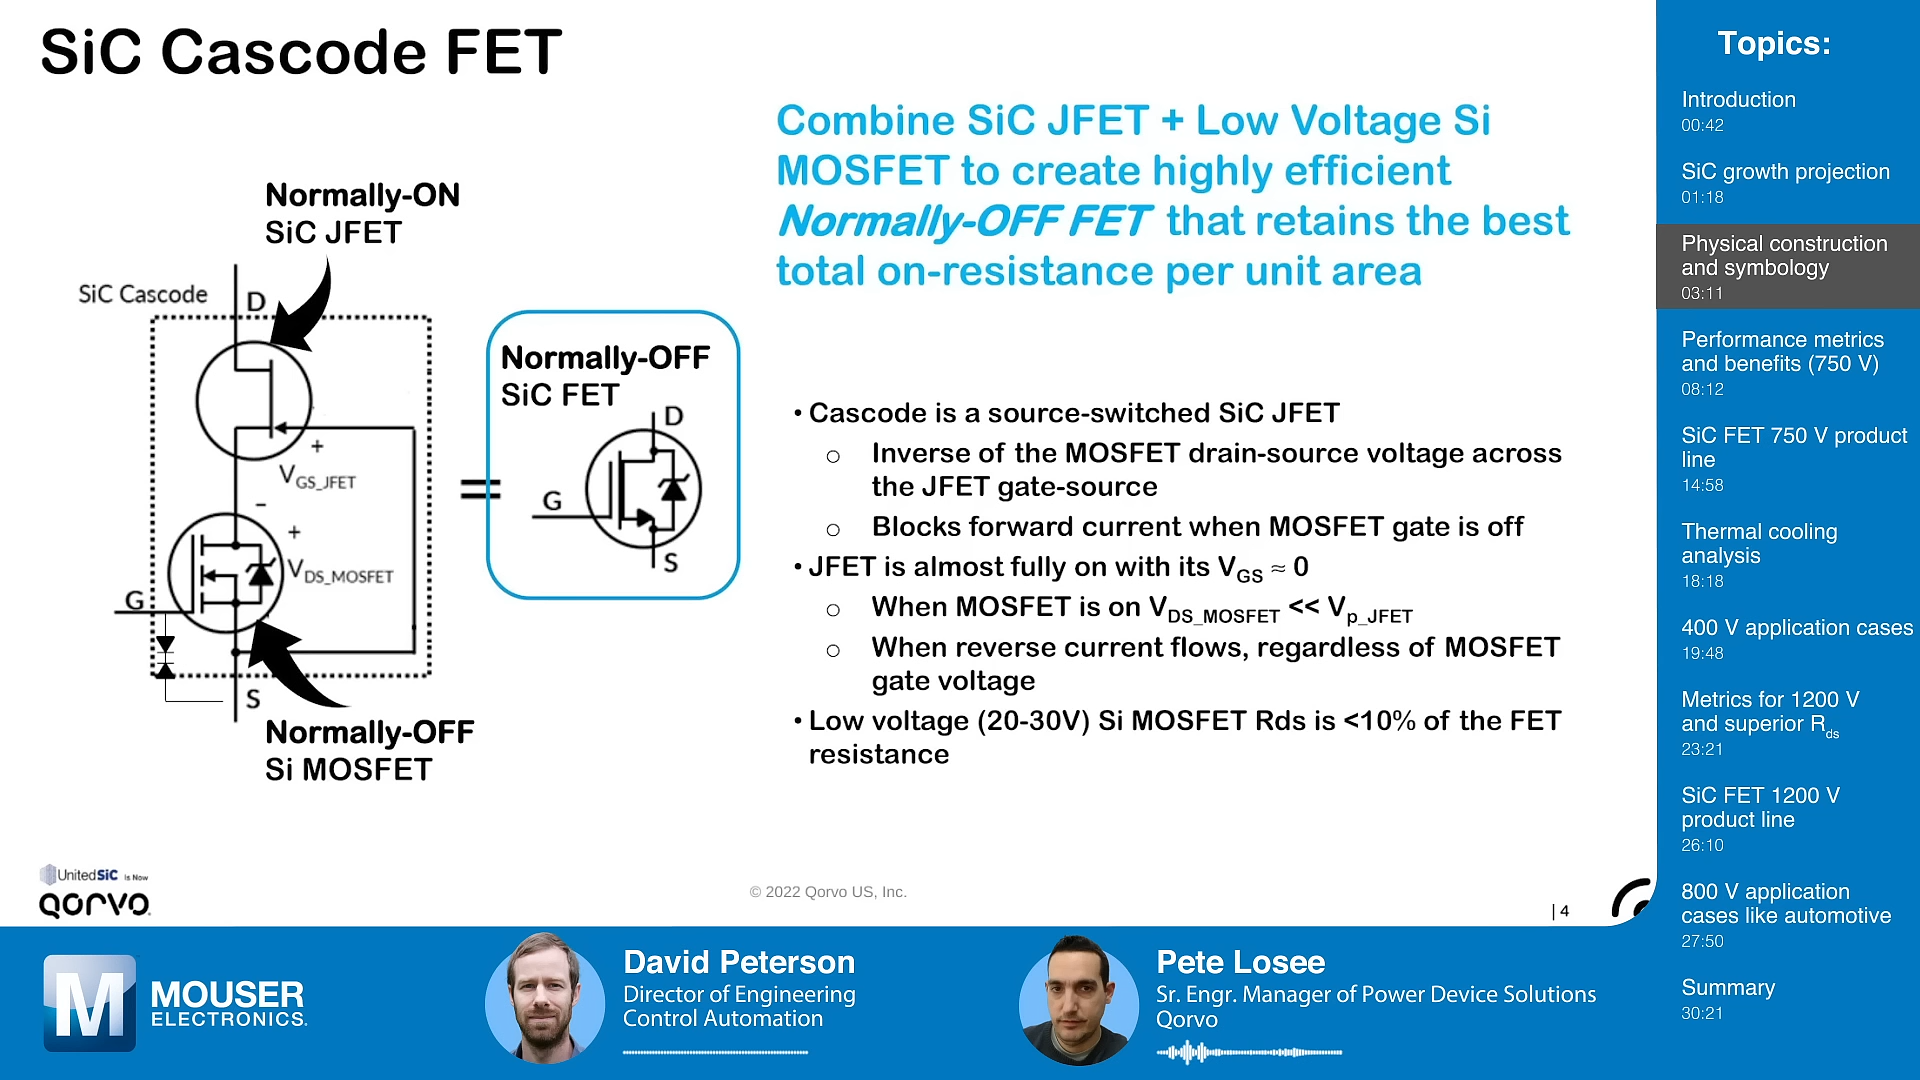 SiC Cascode FET
Combine SiC JFET + Low Voltage Si
MOSFET to create highly efficient
Normally-OFF FET that retains the best
total on-resistance per unit area
Normally-ON
SiC JFET
SiC Cascode
D
+
VGS_JFET
-
+
VDS_MOSFET
G
S
Normally-OFF
Si MOSFET
=
Normally-OFF
SiC FET
D
G
S
• Cascode is a source-switched SiC JFET
o Inverse of the MOSFET drain-source voltage across
the JFET gate-source
o Blocks forward current when MOSFET gate is off
• JFET is almost fully on with its VGS ≈ 0
o When MOSFET is on VDS_MOSFET << Vp_JFET
o When reverse current flows, regardless of MOSFET
gate voltage
• Low voltage (20-30V) Si MOSFET Rds is <10% of the FET
resistance
UnitedSiC is Now
QORVO
© 2022 Qorvo US, Inc.
| 4
Topics:
Introduction
00:42
SiC growth projection
01:18
Physical construction
and symbology
03:11
Performance metrics
and benefits (750 V)
08:12
SiC FET 750 V product
line
14:58
Thermal cooling
analysis
18:18
400 V application cases
19:48
Metrics for 1200 V
and superior Rds
23:21
SiC FET 1200 V
product line
26:10
800 V application
cases like automotive
27:50
Summary
30:21
M
MOUSER
ELECTRONICS.
David Peterson
Director of Engineering
Control Automation
Pete Losee
Sr. Engr. Manager of Power Device Solutions
Qorvo